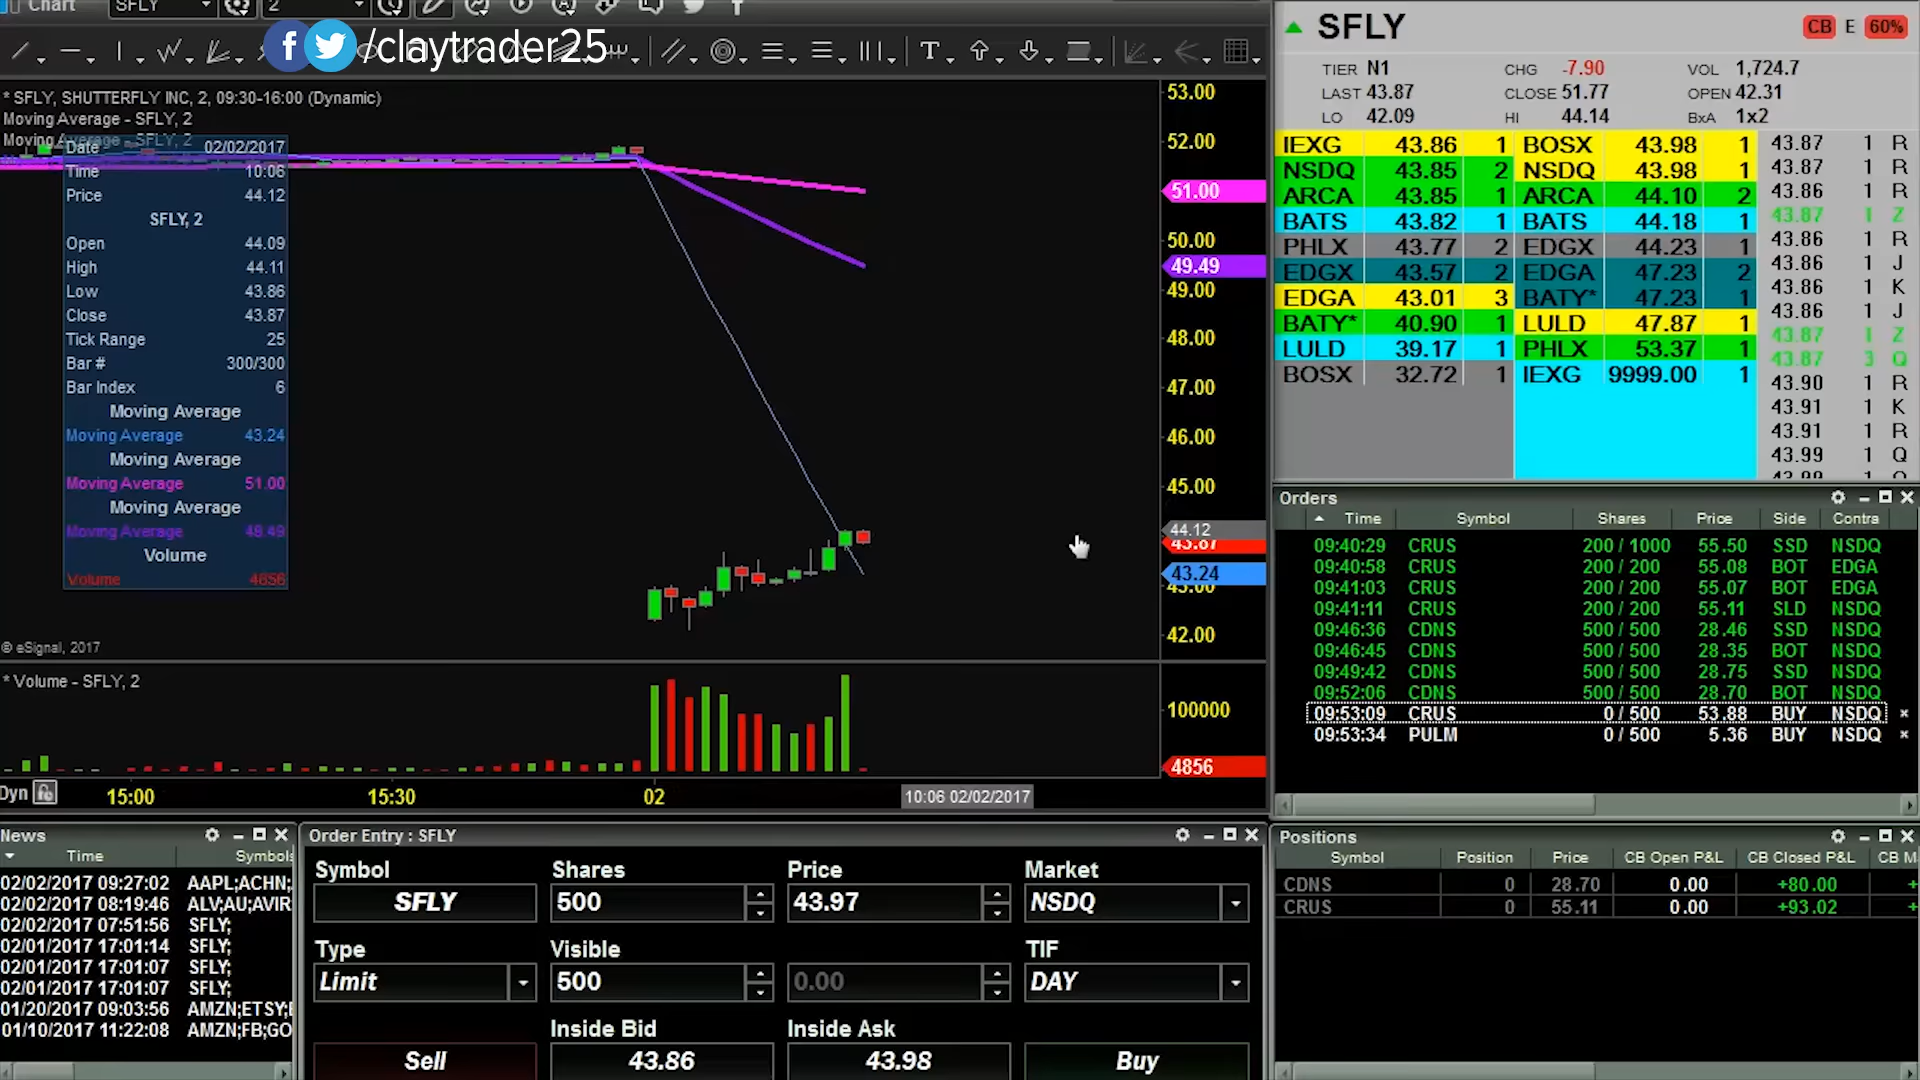 Chart SFLY 2
/claytrader25
* SFLY, SHUTTERFLY INC, 2, 09:30-16:00 (Dynamic)
Moving Average - SFLY, 2
Moving Average - SFLY, 2
Date 02/02/2017
Time 10:06
Price 44.12
SFLY, 2
Open 44.09
High 44.11
Low 43.86
Close 43.87
Tick Range 25
Bar # 300/300
Bar Index 6
Moving Average
Moving Average 43.24
Moving Average
Moving Average 51.00
Moving Average
Moving Average 48.49
Volume
Volume 4856
© eSignal, 2017
53.00
52.00
51.00
50.00
49.49
49.00
48.00
47.00
46.00
45.00
44.12
43.87
43.24
43.00
42.00
* Volume - SFLY, 2
100000
4856
Dyn 15:00 15:30 02 10:06 02/02/2017
SFLY CB E 60%
TIER N1 CHG -7.90 VOL 1,724.7
LAST 43.87 CLOSE 51.77 OPEN 42.31
LO 42.09 HI 44.14 BxA 1x2
IEXG 43.86 1 BOSX 43.98 1
NSDQ 43.85 2 NSDQ 43.98 1
ARCA 43.85 1 ARCA 44.10 2
BATS 43.82 1 BATS 44.18 1
PHLX 43.77 2 EDGX 44.23 1
EDGX 43.57 2 EDGA 47.23 2
EDGA 43.01 3 BATY* 47.23 1
BATY* 40.90 1 LULD 47.87 1
LULD 39.17 1 PHLX 53.37 1
BOSX 32.72 1 IEXG 9999.00 1
43.87 1 R
43.87 1 R
43.86 1 R
43.87 1 Z
43.86 1 R
43.86 1 J
43.86 1 K
43.86 1 J
43.87 1 Z
43.87 3 Q
43.90 1 R
43.91 1 K
43.91 1 R
43.99 1 Q
Orders
Time Symbol Shares Price Side Contra
09:40:29 CRUS 200 / 1000 55.50 SSD NSDQ
09:40:58 CRUS 200 / 200 55.08 BOT EDGA
09:41:03 CRUS 200 / 200 55.07 BOT EDGA
09:41:11 CRUS 200 / 200 55.11 SLD NSDQ
09:46:36 CDNS 500 / 500 28.46 SSD NSDQ
09:46:45 CDNS 500 / 500 28.35 BOT NSDQ
09:49:42 CDNS 500 / 500 28.75 SSD NSDQ
09:52:06 CDNS 500 / 500 28.70 BOT NSDQ
09:53:09 CRUS 0 / 500 53.88 BUY NSDQ
09:53:34 PULM 0 / 500 5.36 BUY NSDQ
News
Time Symbols
02/02/2017 09:27:02 AAPL;ACHN;
02/02/2017 08:19:46 ALV;AU;AVIR
02/02/2017 07:51:56 SFLY;
02/01/2017 17:01:14 SFLY;
02/01/2017 17:01:07 SFLY;
02/01/2017 17:01:07 SFLY;
01/20/2017 09:03:56 AMZN;ETSY;
01/10/2017 11:22:08 AMZN;FB;GO
Order Entry : SFLY
Symbol Shares Price Market
SFLY 500 43.97 NSDQ
Type Visible TIF
Limit 500 0.00 DAY
Inside Bid Inside Ask
Sell 43.86 43.98 Buy
Positions
Symbol Position Price CB Open P&L CB Closed P&L CB M
CDNS 0 28.70 0.00 +80.00 +
CRUS 0 55.11 0.00 +93.02 +